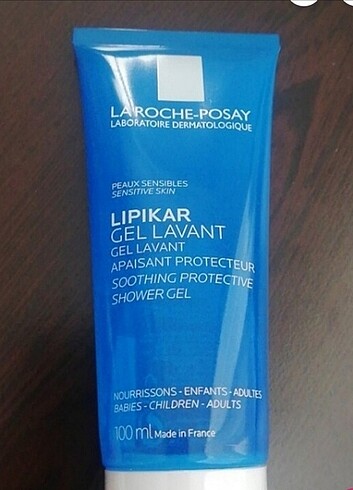 LA ROCHE-POSAY
LABORATOIRE DERMATOLOGIQUE
PEAUX SENSIBLES
SENSITIVE SKIN
LIPIKAR
GEL LAVANT
GEL LAVANT
APAISANT PROTECTEUR
SOOTHING PROTECTIVE
SHOWER GEL
NOURRISSONS - ENFANTS - ADULTES
BABIES - CHILDREN - ADULTS
100 ml Made in France